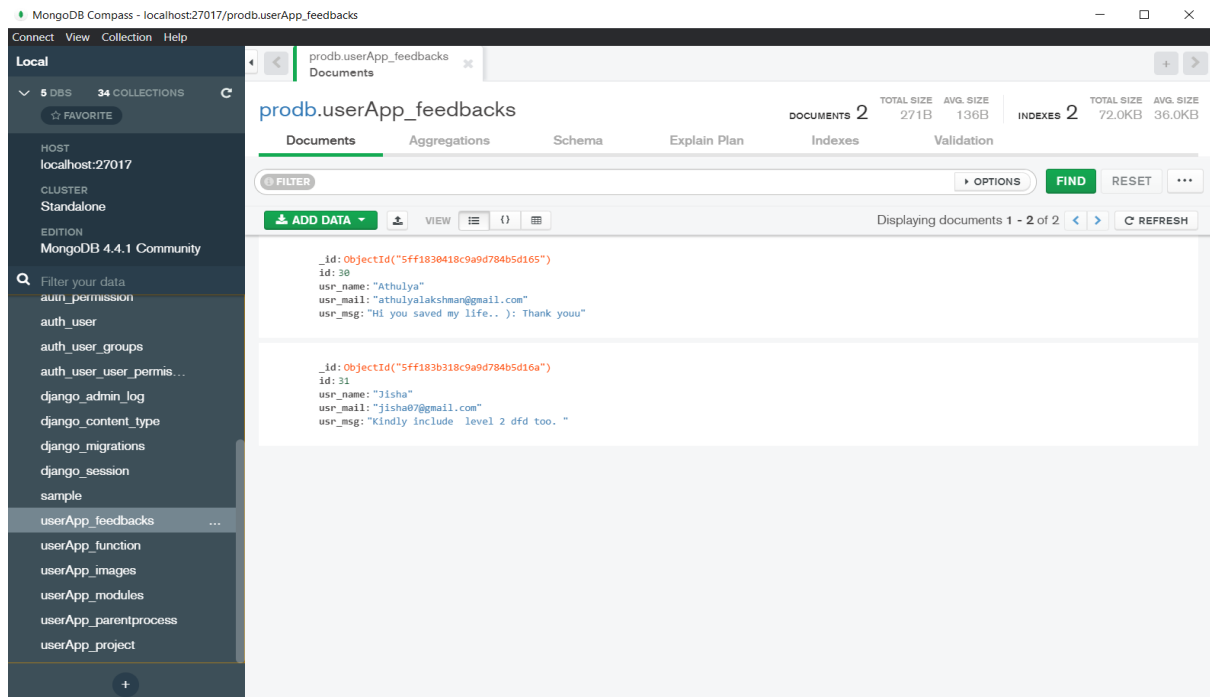 MongoDB Compass - localhost:27017/prodb.userApp_feedbacks
Connect View Collection Help
Local
5 DBS 34 COLLECTIONS
FAVORITE
HOST
localhost:27017
CLUSTER
Standalone
EDITION
MongoDB 4.4.1 Community
Filter your data
auth_permission
auth_user
auth_user_groups
auth_user_user_permis...
django_admin_log
django_content_type
django_migrations
django_session
sample
userApp_feedbacks ...
userApp_function
userApp_images
userApp_modules
userApp_parentprocess
userApp_project
+
prodb.userApp_feedbacks
Documents
prodb.userApp_feedbacks
DOCUMENTS 2 TOTAL SIZE 271B AVG. SIZE 136B INDEXES 2 TOTAL SIZE 72.0KB AVG. SIZE 36.0KB
Documents Aggregations Schema Explain Plan Indexes Validation
FILTER OPTIONS FIND RESET ...
ADD DATA VIEW {} Displaying documents 1 - 2 of 2 < > REFRESH
_id: ObjectId("5ff1830418c9a9d784b5d165")
id: 30
usr_name: "Athulya"
usr_mail: "athulyalakshman@gmail.com"
usr_msg: "Hi you saved my life.. ): Thank youu"
_id: ObjectId("5ff183b318c9a9d784b5d16a")
id: 31
usr_name: "Jisha"
usr_mail: "jisha07@gmail.com"
usr_msg: "Kindly include  level 2 dfd too. "